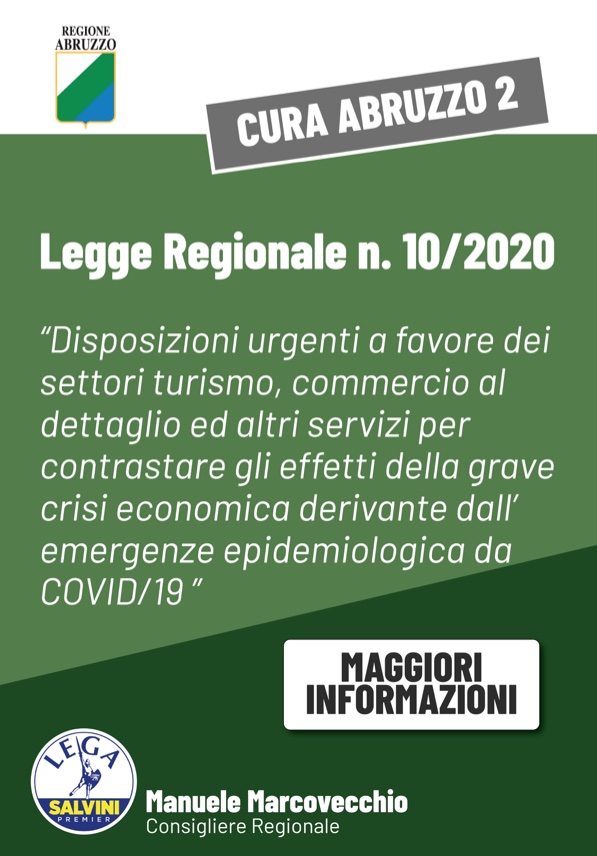 REGIONE
ABRUZZO
CURA ABRUZZO 2
Legge Regionale n. 10/2020
“Disposizioni urgenti a favore dei
settori turismo, commercio al
dettaglio ed altri servizi per
contrastare gli effetti della grave
crisi economica derivante dall’
emergenze epidemiologica da
COVID/19 ”
MAGGIORI
INFORMAZIONI
LEGA
SALVINI
PREMIER
Manuele Marcovecchio
Consigliere Regionale